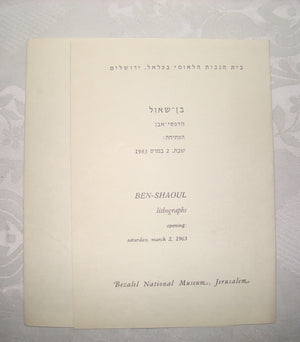 בית הנכות הלאומי בצלאל, ירושלים
בן־שאול
הדפסי־אבן
הפתיחה:
שבת, 2 במרס 1963
BEN-SHAOUL
lithographs
opening:
saturday, march 2, 1963
Bezalel National Museum, Jerusalem